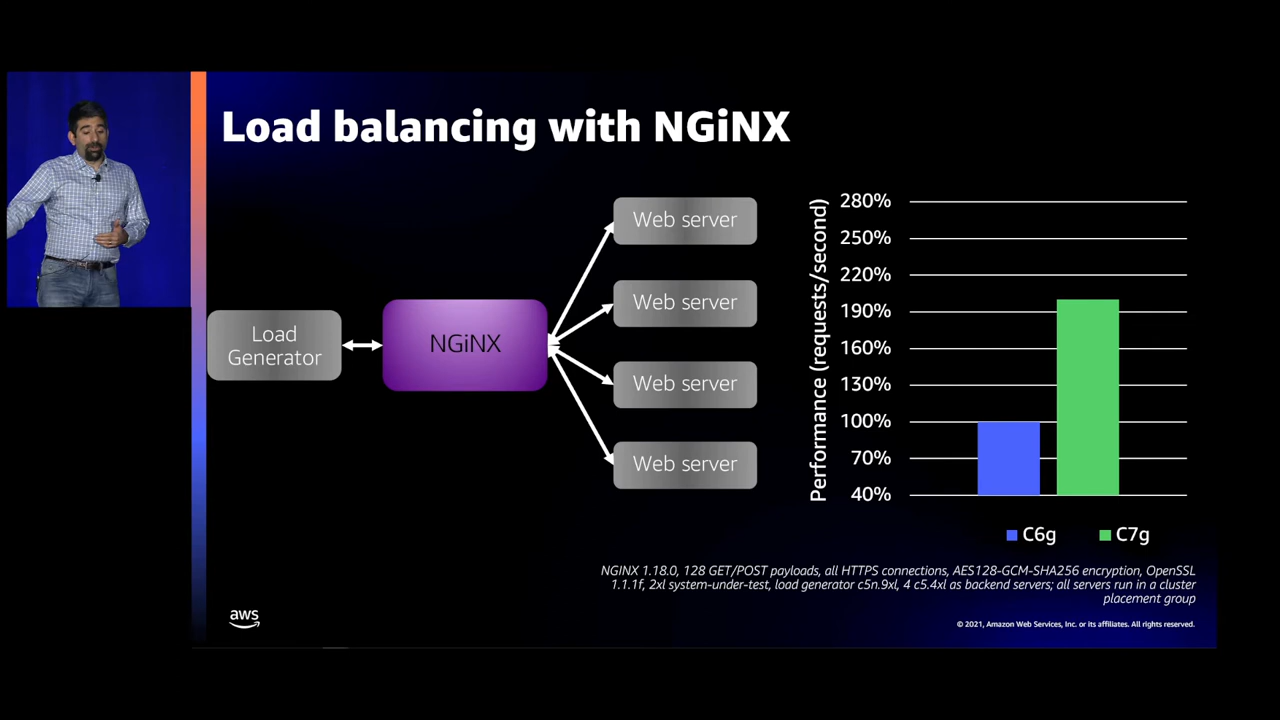 Load balancing with NGiNX
Load
Generator
NGiNX
Web server
Web server
Web server
Web server
Performance (requests/second)
280%
250%
220%
190%
160%
130%
100%
70%
40%
C6g
C7g
NGINX 1.18.0, 128 GET/POST payloads, all HTTPS connections, AES128-GCM-SHA256 encryption, OpenSSL
1.1.1f, 2xl system-under-test, load generator c5n.9xl, 4 c5.4xl as backend servers; all servers run in a cluster
placement group
aws
© 2021, Amazon Web Services, Inc. or its affiliates. All rights reserved.